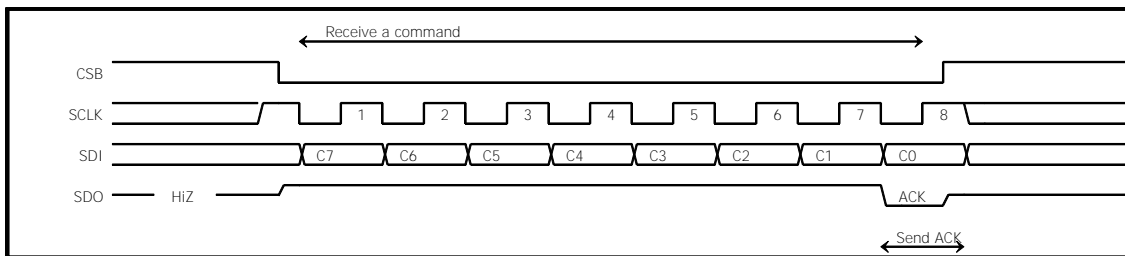 Receive a command
CSB
SCLK 1 2 3 4 5 6 7 8
SDI C7 C6 C5 C4 C3 C2 C1 C0
SDO HiZ ACK
Send ACK